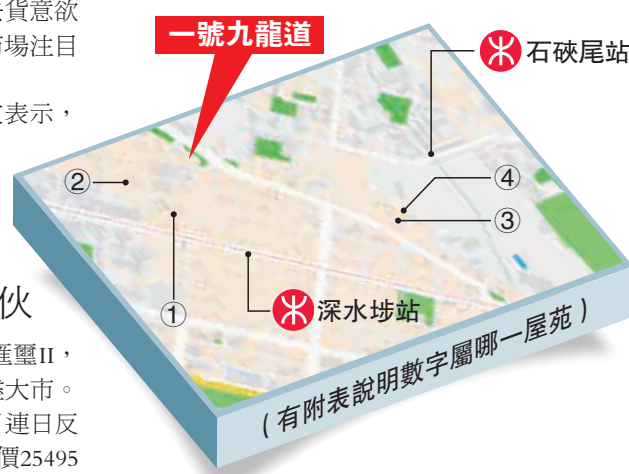 去貨意欲
市場注目
表示，
伙
匯璽II，
大市。
連日反
價25495
一號九龍道
石硤尾站
②
④
③
①
深水埗站
（有附表說明數字屬哪一屋苑）